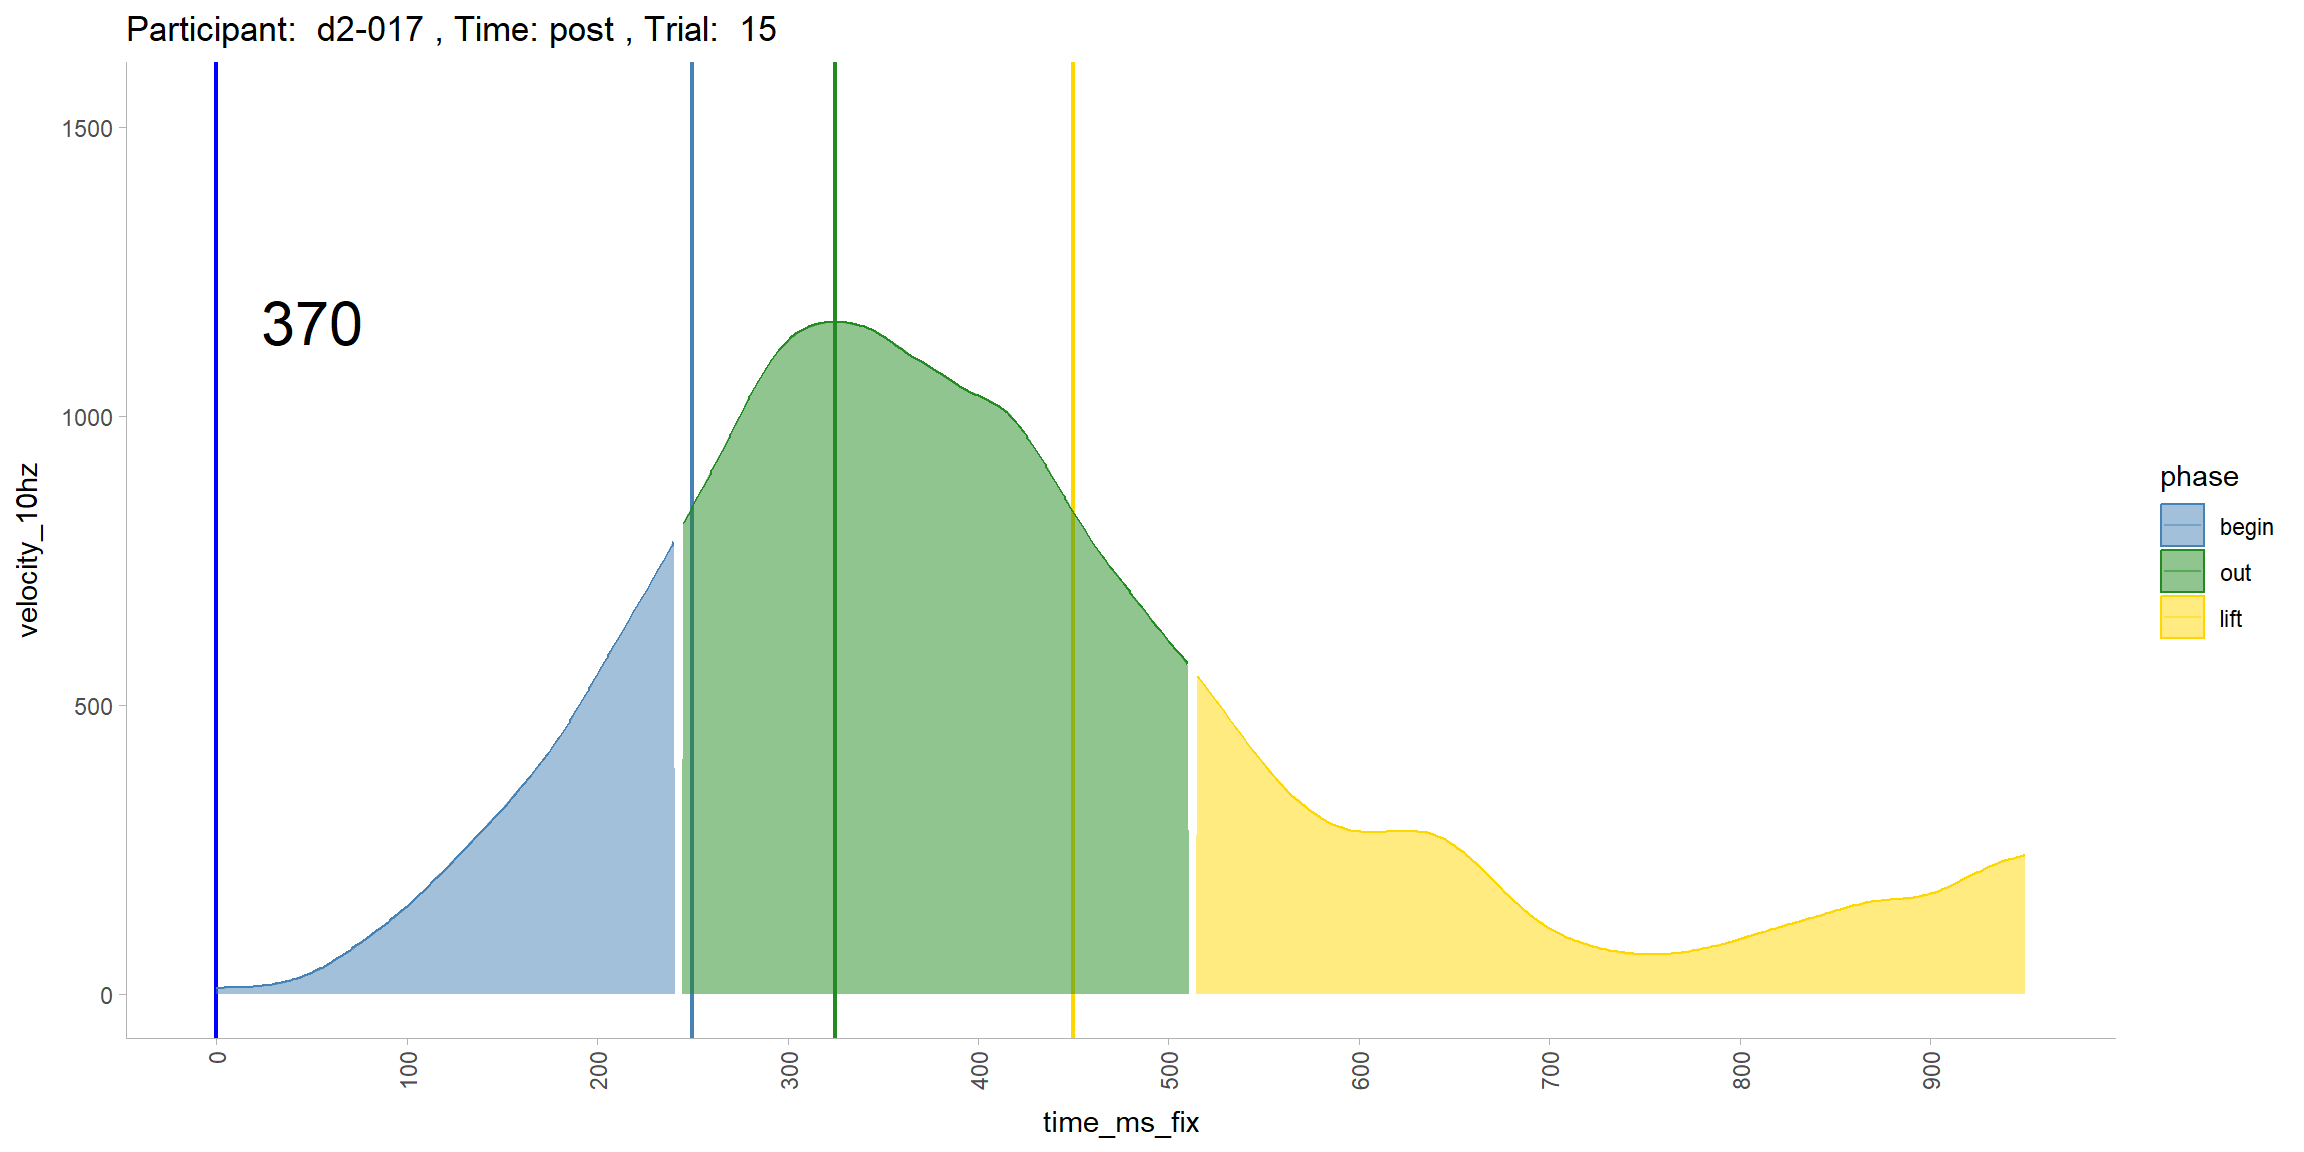 Participant:  d2-017 , Time: post , Trial:  15
1500
1000
500
0
370
velocity_10hz
0
100
200
300
400
500
600
700
800
900
time_ms_fix
phase
begin
out
lift